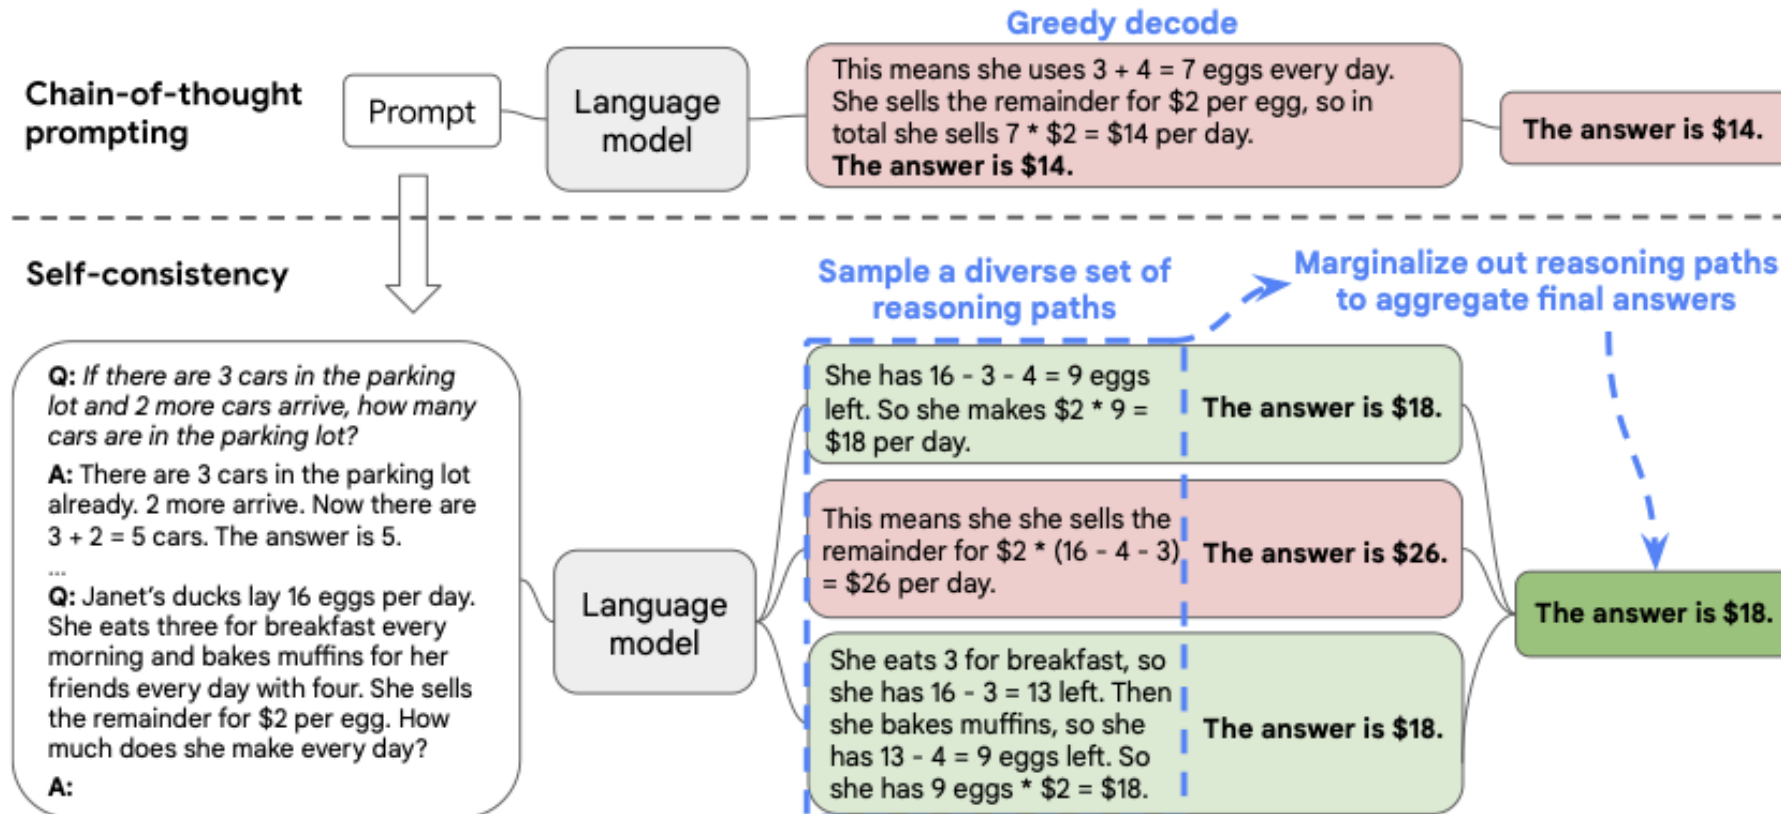 Greedy decode
Chain-of-thought
prompting
Prompt
Language
model
This means she uses 3 + 4 = 7 eggs every day.
She sells the remainder for $2 per egg, so in
total she sells 7 * $2 = $14 per day.
The answer is $14.
The answer is $14.
Self-consistency
Sample a diverse set of
reasoning paths
Marginalize out reasoning paths
to aggregate final answers
Q: If there are 3 cars in the parking
lot and 2 more cars arrive, how many
cars are in the parking lot?
A: There are 3 cars in the parking lot
already. 2 more arrive. Now there are
3 + 2 = 5 cars. The answer is 5.
...
Q: Janet's ducks lay 16 eggs per day.
She eats three for breakfast every
morning and bakes muffins for her
friends every day with four. She sells
the remainder for $2 per egg. How
much does she make every day?
A:
Language
model
She has 16 - 3 - 4 = 9 eggs
left. So she makes $2 * 9 =
$18 per day.
The answer is $18.
This means she she sells the
remainder for $2 * (16 - 4 - 3)
= $26 per day.
The answer is $26.
She eats 3 for breakfast, so
she has 16 - 3 = 13 left. Then
she bakes muffins, so she
has 13 - 4 = 9 eggs left. So
she has 9 eggs * $2 = $18.
The answer is $18.
The answer is $18.